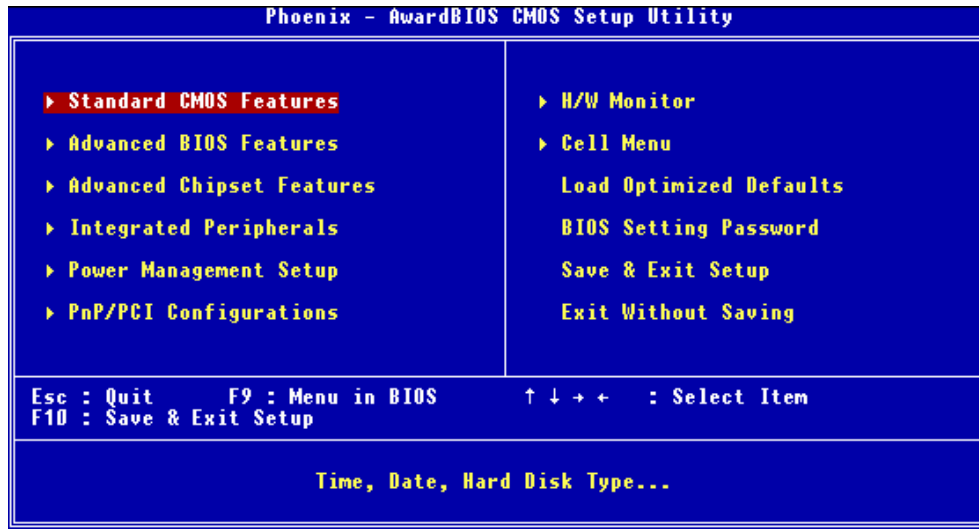 Phoenix - AwardBIOS CMOS Setup Utility
Standard CMOS Features
Advanced BIOS Features
Advanced Chipset Features
Integrated Peripherals
Power Management Setup
PnP/PCI Configurations
H/W Monitor
Cell Menu
Load Optimized Defaults
BIOS Setting Password
Save & Exit Setup
Exit Without Saving
Esc : Quit F9 : Menu in BIOS ↑ ↓ → ← : Select Item
F10 : Save & Exit Setup
Time, Date, Hard Disk Type...